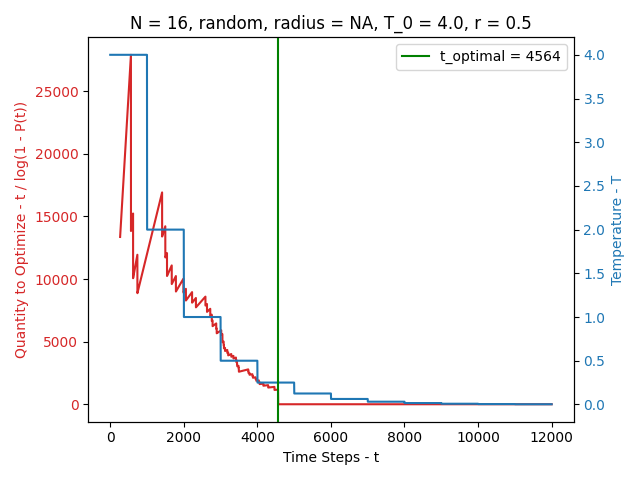 N = 16, random, radius = NA, T_0 = 4.0, r = 0.5
t_optimal = 4564
Quantity to Optimize - t / log(1 - P(t))
25000
20000
15000
10000
5000
0
4.0
3.5
3.0
2.5
2.0
1.5
1.0
0.5
0.0
Temperature - T
0 2000 4000 6000 8000 10000 12000
Time Steps - t